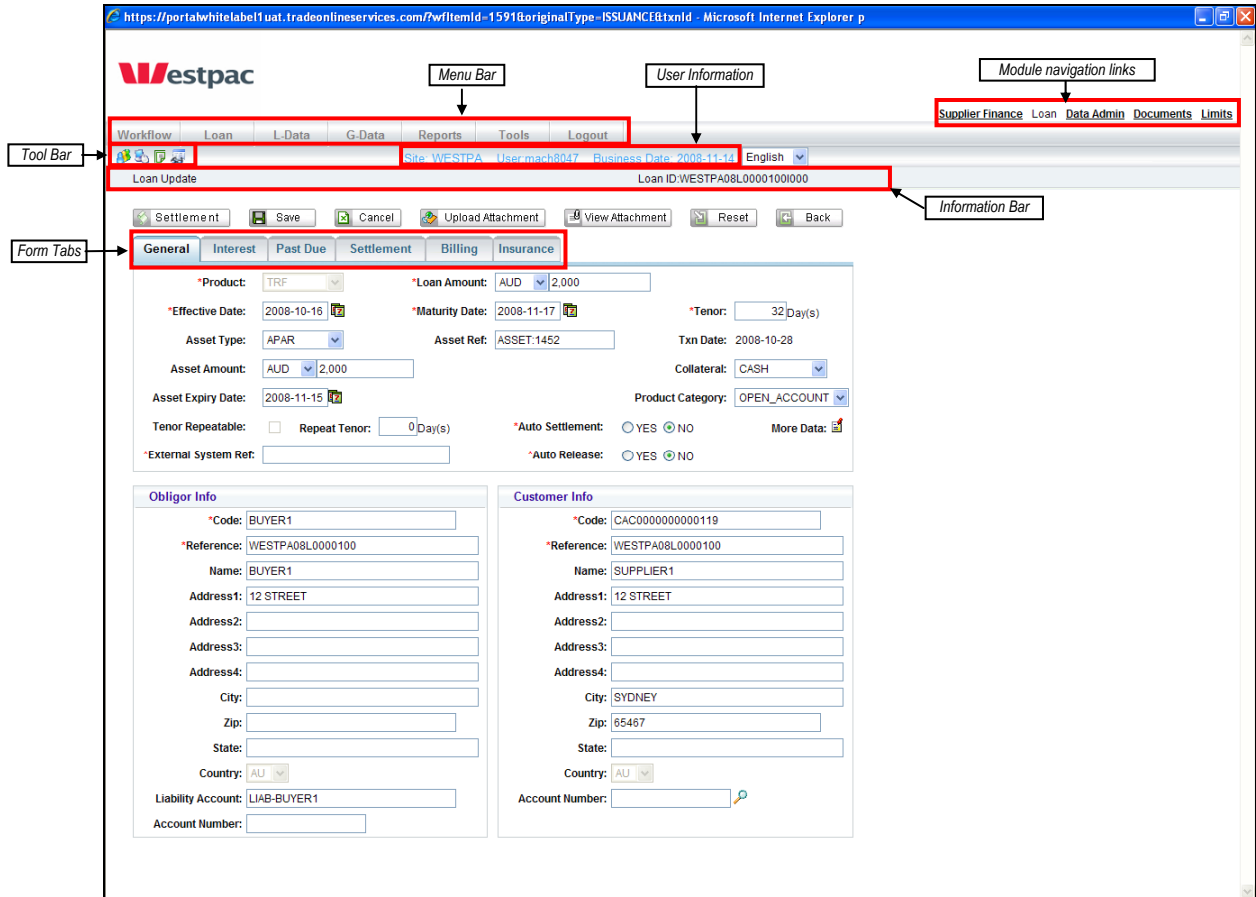 https://portalwhitelabel1uat.tradeonlineservices.com/?wfItemId=1591&originalType=ISSUANCE&txnId - Microsoft Internet Explorer p
Westpac
Menu Bar
User Information
Module navigation links
Supplier Finance Loan Data Admin Documents Limits
Workflow Loan L-Data G-Data Reports Tools Logout
Tool Bar
Site: WESTPA User:mach8047 Business Date: 2008-11-14 English
Loan Update Loan ID:WESTPA08L0000100I000
Information Bar
Settlement Save Cancel Upload Attachment View Attachment Reset Back
Form Tabs
General Interest Past Due Settlement Billing Insurance
*Product: TRF *Loan Amount: AUD 2,000
*Effective Date: 2008-10-16 *Maturity Date: 2008-11-17 *Tenor: 32 Day(s)
Asset Type: APAR Asset Ref: ASSET:1452 Txn Date: 2008-10-28
Asset Amount: AUD 2,000 Collateral: CASH
Asset Expiry Date: 2008-11-15 Product Category: OPEN_ACCOUNT
Tenor Repeatable: Repeat Tenor: 0 Day(s) *Auto Settlement: YES NO More Data:
*External System Ref: *Auto Release: YES NO
Obligor Info
*Code: BUYER1
*Reference: WESTPA08L0000100
Name: BUYER1
Address1: 12 STREET
Address2:
Address3:
Address4:
City:
Zip:
State:
Country: AU
Liability Account: LIAB-BUYER1
Account Number:
Customer Info
*Code: CAC0000000000119
*Reference: WESTPA08L0000100
Name: SUPPLIER1
Address1: 12 STREET
Address2:
Address3:
Address4:
City: SYDNEY
Zip: 65467
State:
Country: AU
Account Number: